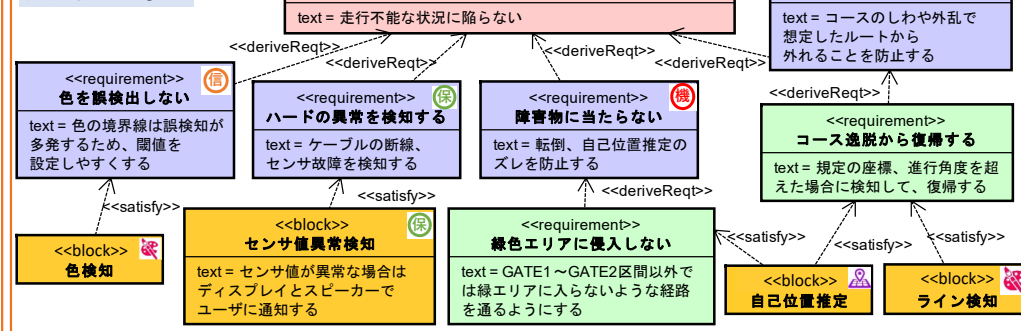 text = 走行不能な状況に陥らない
text = コースのしわや外乱で
想定したルートから
外れることを防止する
<<deriveReqt>>
<<deriveReqt>>
<<deriveReqt>>
<<deriveReqt>>
<<deriveReqt>>
<<requirement>>
信
色を誤検出しない
text = 色の境界線は誤検知が
多発するため、閾値を
設定しやすくする
<<requirement>>
保
ハードの異常を検知する
text = ケーブルの断線、
センサ故障を検知する
<<requirement>>
機
障害物に当たらない
text = 転倒、自己位置推定の
ズレを防止する
<<requirement>>
コース逸脱から復帰する
text = 規定の座標、進行角度を超
えた場合に検知して、復帰する
<<satisfy>>
<<satisfy>>
<<deriveReqt>>
<<satisfy>>
<<satisfy>>
<<satisfy>>
<<block>>
色検知
<<block>>
保
センサ値異常検知
text = センサ値が異常な場合は
ディスプレイとスピーカーで
ユーザに通知する
<<requirement>>
緑色エリアに侵入しない
text = GATE1～GATE2区間以外で
は緑エリアに入らないような経路
を通るようにする
<<block>>
自己位置推定
<<block>>
ライン検知